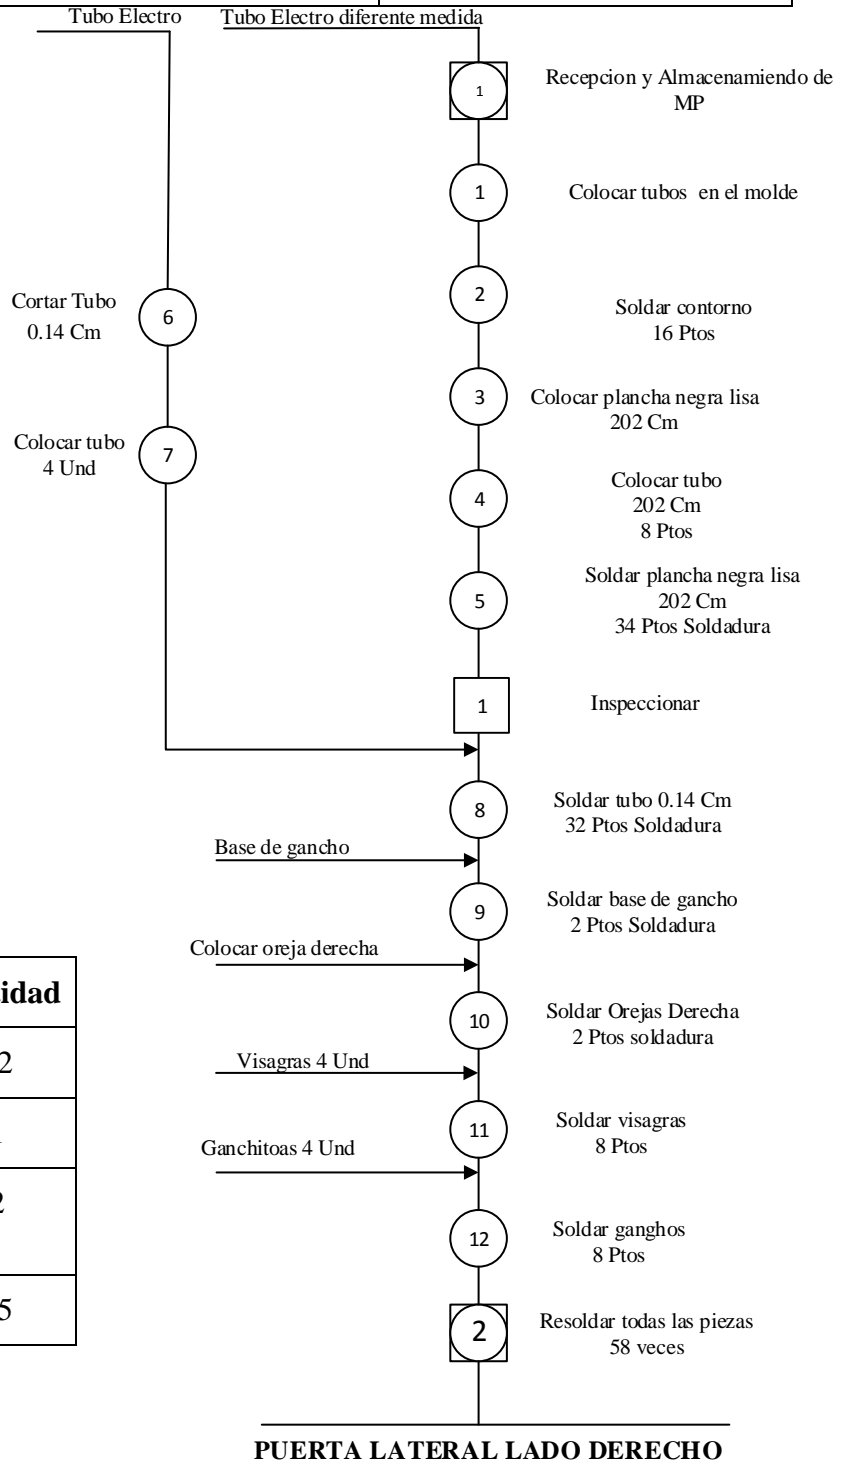 Tubo Electro
Tubo Electro diferente medida
1
Recepcion y Almacenamiendo de
MP
1
Colocar tubos en el molde
2
Soldar contorno
16 Ptos
Cortar Tubo
0.14 Cm
6
3
Colocar plancha negra lisa
202 Cm
Colocar tubo
4 Und
7
4
Colocar tubo
202 Cm
8 Ptos
5
Soldar plancha negra lisa
202 Cm
34 Ptos Soldadura
1
Inspeccionar
8
Soldar tubo 0.14 Cm
32 Ptos Soldadura
Base de gancho
9
Soldar base de gancho
2 Ptos Soldadura
Colocar oreja derecha
10
Soldar Orejas Derecha
2 Ptos soldadura
Visagras 4 Und
11
Soldar visagras
8 Ptos
Ganchitoas 4 Und
12
Soldar ganghos
8 Ptos
2
Resoldar todas las piezas
58 veces
PUERTA LATERAL LADO DERECHO
idad
2
2
5